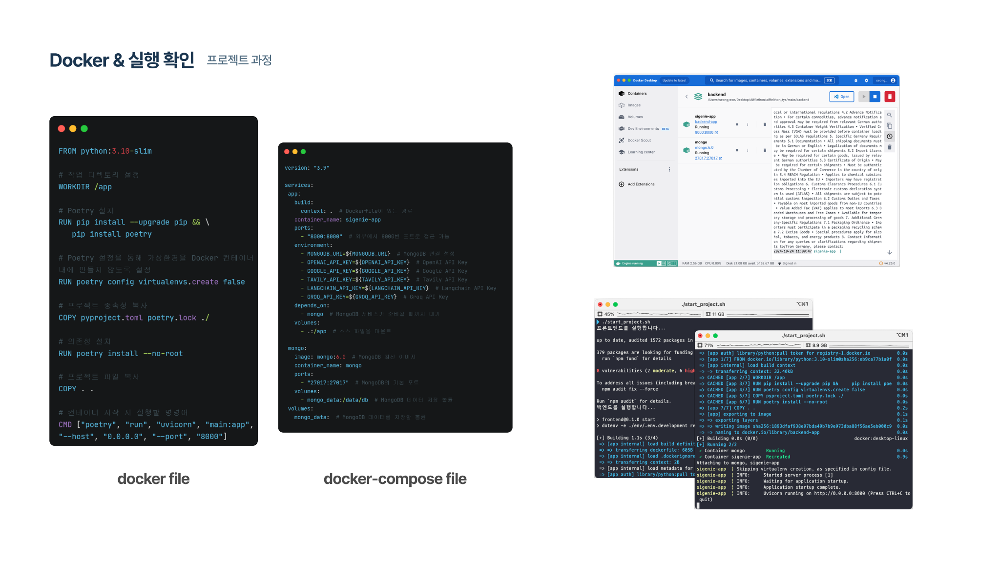 Docker & 실행 확인 프로젝트 과정
FROM python:3.10-slim
# 작업 디렉토리 설정
WORKDIR /app
# Poetry 설치
RUN pip install --upgrade pip && \
pip install poetry
# Poetry 설정을 통해 가상환경을 Docker 컨테이너
내에 만들지 않도록 설정
RUN poetry config virtualenvs.create false
# 프로젝트 종속성 복사
COPY pyproject.toml poetry.lock ./
# 의존성 설치
RUN poetry install --no-root
# 프로젝트 파일 복사
COPY . .
# 컨테이너 시작 시 실행할 명령어
CMD ["poetry", "run", "uvicorn", "main:app",
"--host", "0.0.0.0", "--port", "8000"]
docker file
version: "3.9"
services:
app:
build:
context: . # Dockerfile이 있는 경로
container_name: sigenie-app
ports:
- "8000:8000" # 외부에서 8000번 포트로 접근 가능
environment:
- MONGODB_URI=${MONGODB_URI} # MongoDB 연결 설정
- OPENAI_API_KEY=${OPENAI_API_KEY} # OpenAI API Key
- GOOGLE_API_KEY=${GOOGLE_API_KEY} # Google API Key
- TAVILY_API_KEY=${TAVILY_API_KEY} # Tavily API Key
- LANGCHAIN_API_KEY=${LANGCHAIN_API_KEY} # Langchain API Key
- GROQ_API_KEY=${GROQ_API_KEY} # Groq API Key
depends_on:
- mongo # MongoDB 서비스가 준비될 때까지 대기
volumes:
- .:/app # 소스 파일을 마운트
mongo:
image: mongo:6.0 # MongoDB 최신 이미지
container_name: mongo
ports:
- "27017:27017" # MongoDB의 기본 포트
volumes:
- mongo_data:/data/db # MongoDB 데이터 저장 볼륨
volumes:
mongo_data: # MongoDB 데이터를 저장할 볼륨
docker-compose file
Docker Desktop Update to latest Search for images, containers, volumes, extensions and mo... ⌘K seong..
Containers
Images
Volumes
Dev Environments BETA
Docker Scout
Learning center
Extensions
Add Extensions
backend
/Users/seongyeon/Desktop/Aifflethon/aiffelthon_tys/main/backend
Open
sigenie-app
backend-app
Running
8000:8000
mongo
mongo:6.0
Running
27017:27017
ocal or international regulations 4.2 Advance Notifica
tion • For certain commodities, advance notification a
nd approval may be required from relevant German autho
rities 4.3 Container Weight Verification • Verified Gr
oss Mass (VGM) must be provided before container loadi
ng as per SOLAS regulations 5. Specific Germany Requir
ements 5.1 Documentation • All shipping documents must
be in German or English • Legalization of documents m
ay be required for certain shipments 5.2 Import Licens
e • May be required for certain goods, issued by relev
ant German authorities 5.3 Certificate of Origin • May
be required for certain shipments • Must be authentic
ated by the Chamber of Commerce in the country of orig
in 5.4 REACH Regulation • Applies to chemical substanc
es imported into the EU • Importers may have registrat
ion obligations 6. Customs Clearance Procedures 6.1 Cu
stoms Processing • Electronic customs declaration syst
em is used (ATLAS) • All shipments are subject to pote
ntial customs inspection 6.2 Customs Duties and Taxes
• Payable on most imported goods from non-EU countries
• Value Added Tax (VAT) applies to most imports 6.3 B
onded Warehouses and Free Zones • Available for tempor
ary storage and processing of goods 7. Additional Germ
any-Specific Regulations 7.1 Packaging Ordinance • Imp
orters must participate in a packaging recycling schem
e 7.2 Excise Goods • Special procedures apply for alco
hol, tobacco, and energy products 8. Contact Informati
on For any queries or clarifications regarding shipmen
ts to/from Germany, please contact:
2024-10-24 11:09:47 sigenie-app |
Engine running RAM 2.56 GB CPU 0.00% Disk 21.08 GB avail. of 62.67 GB Signed in v4.25.0
./start_project.sh ⌥⌘1
45% 11 GB
./start_project.sh
프론트엔드를 실행합니다...
up to date, audited 1572 packages in
379 packages are looking for funding
run `npm fund` for details
8 vulnerabilities (2 moderate, 6 high
To address all issues (including brea
npm audit fix --force
Run `npm audit` for details.
백엔드를 실행합니다...
> frontend@0.1.0 start
> dotenv -e ./env/.env.development re
[+] Building 1.1s (3/4)
=> [app internal] load build definit
=> => transferring dockerfile: 605B
=> [app internal] load .dockerignore
=> => transferring context: 2B
=> [app internal] load metadata for
=> [app auth] library/python:pull to
./start_project.sh ⌥⌘1
71% 8.9 GB
=> [app auth] library/python:pull token for registry-1.docker.io 0.0s
=> [app 1/7] FROM docker.io/library/python:3.10-slim@sha256:eb9ca77b1a0f 0.0s
=> [app internal] load build context 0.0s
=> => transferring context: 32.40kB 0.0s
=> CACHED [app 2/7] WORKDIR /app 0.0s
=> CACHED [app 3/7] RUN pip install --upgrade pip && pip install poe 0.0s
=> CACHED [app 4/7] RUN poetry config virtualenvs.create false 0.0s
=> CACHED [app 5/7] COPY pyproject.toml poetry.lock ./ 0.0s
=> CACHED [app 6/7] RUN poetry install --no-root 0.0s
=> [app 7/7] COPY . . 0.2s
=> [app] exporting to image 0.1s
=> => exporting layers 0.1s
=> => writing image sha256:1893dfaf938e97bda49b7b9e973dba88f56ae5eb000c9 0.0s
=> => naming to docker.io/library/backend-app 0.0s
[+] Building 0.0s (0/0) docker:desktop-linux
[+] Running 2/2
✔ Container mongo Running 0.0s
✔ Container sigenie-app Recreated 0.9s
Attaching to mongo, sigenie-app
sigenie-app | Skipping virtualenv creation, as specified in config file.
sigenie-app | INFO: Started server process [1]
sigenie-app | INFO: Waiting for application startup.
sigenie-app | INFO: Application startup complete.
sigenie-app | INFO: Uvicorn running on http://0.0.0.0:8000 (Press CTRL+C to
quit)